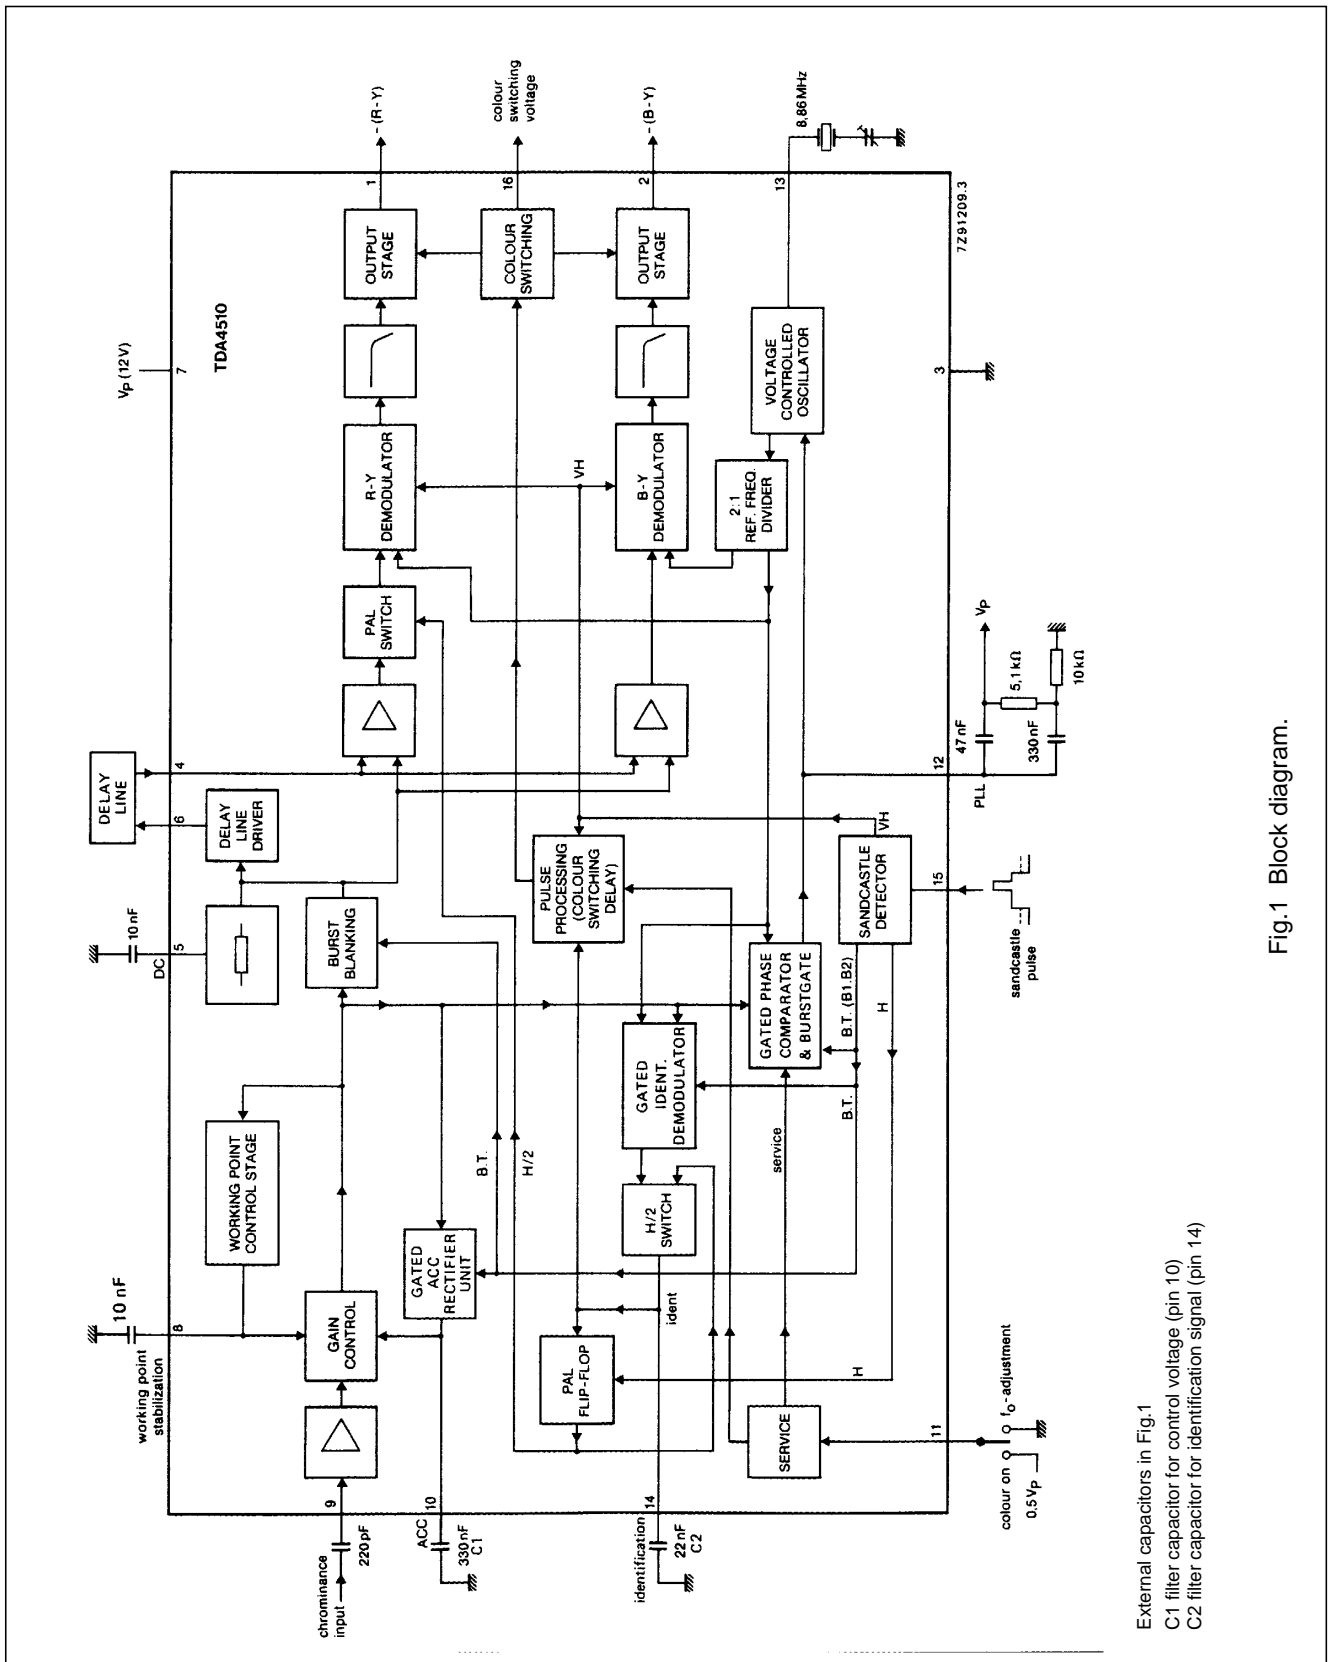 chrominance
input
220 pF
9
10 nF
working point
stabilization
8
GAIN
CONTROL
WORKING POINT
CONTROL STAGE
10 nF
DC
5
BURST
BLANKING
DELAY
LINE
DRIVER
6
DELAY
LINE
4
VP (12 V)
7
TDA4510
ACC
10
330 nF
C1
GATED
ACC
RECTIFIER
UNIT
B.T.
H/2
PAL
SWITCH
R-Y
DEMODULATOR
OUTPUT
STAGE
1
-(R-Y)
PAL
FLIP-FLOP
ident
PULSE
PROCESSING
(COLOUR
SWITCHING
DELAY)
VH
COLOUR
SWITCHING
16
colour
switching
voltage
identification
14
22 nF
C2
H/2
SWITCH
GATED
IDENT.
DEMODULATOR
B-Y
DEMODULATOR
OUTPUT
STAGE
2
-(B-Y)
SERVICE
service
H
GATED PHASE
COMPARATOR
& BURSTGATE
2:1
REF. FREQ.
DIVIDER
VOLTAGE
CONTROLLED
OSCILLATOR
13
8,86 MHz
B.T.
B.T. (B1.B2)
H
SANDCASTLE
DETECTOR
VH
11
colour on
fo-adjustment
0,5 VP
15
sandcastle
pulse
12
PLL
47 nF
330 nF
VP
5,1 kΩ
10 kΩ
3
7Z91209.3
External capacitors in Fig.1
C1 filter capacitor for control voltage (pin 10)
C2 filter capacitor for identification signal (pin 14)
Fig.1 Block diagram.